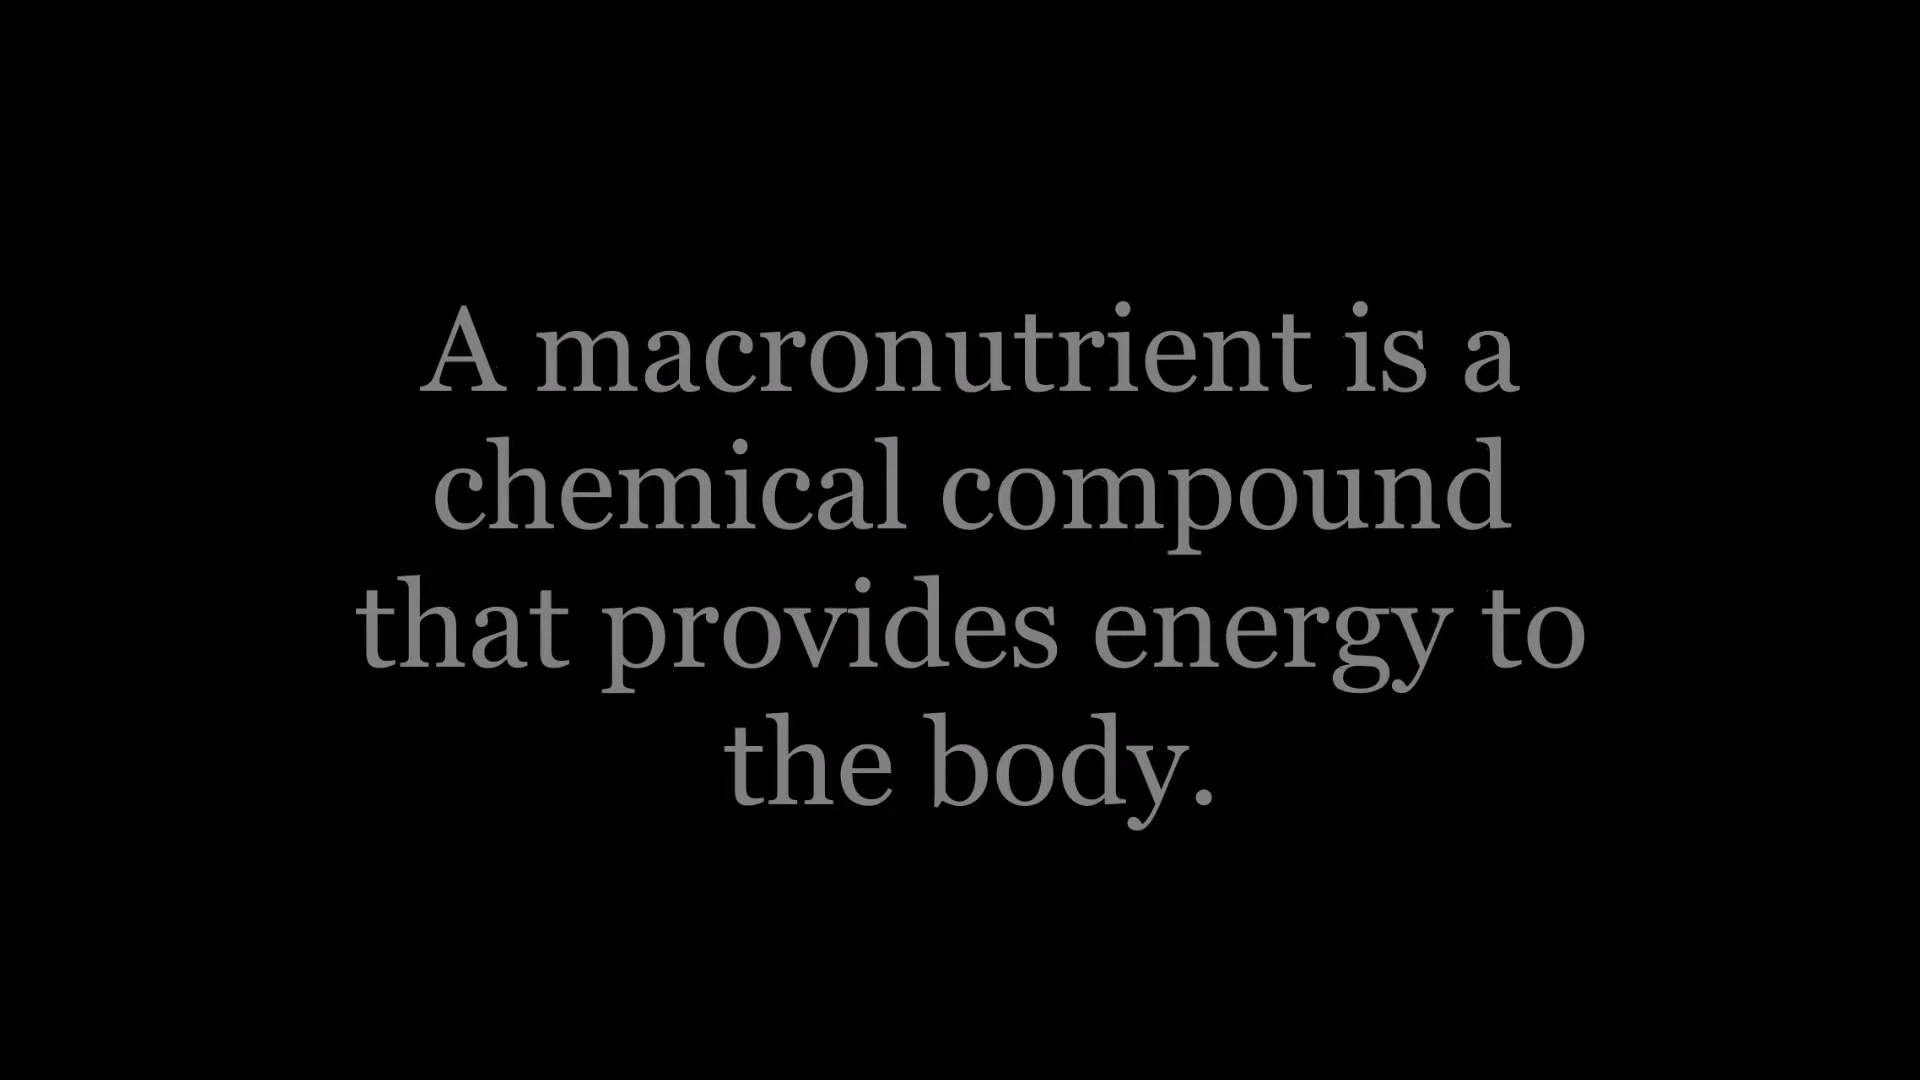 A macronutrient is a
chemical compound
that provides energy to
the body.